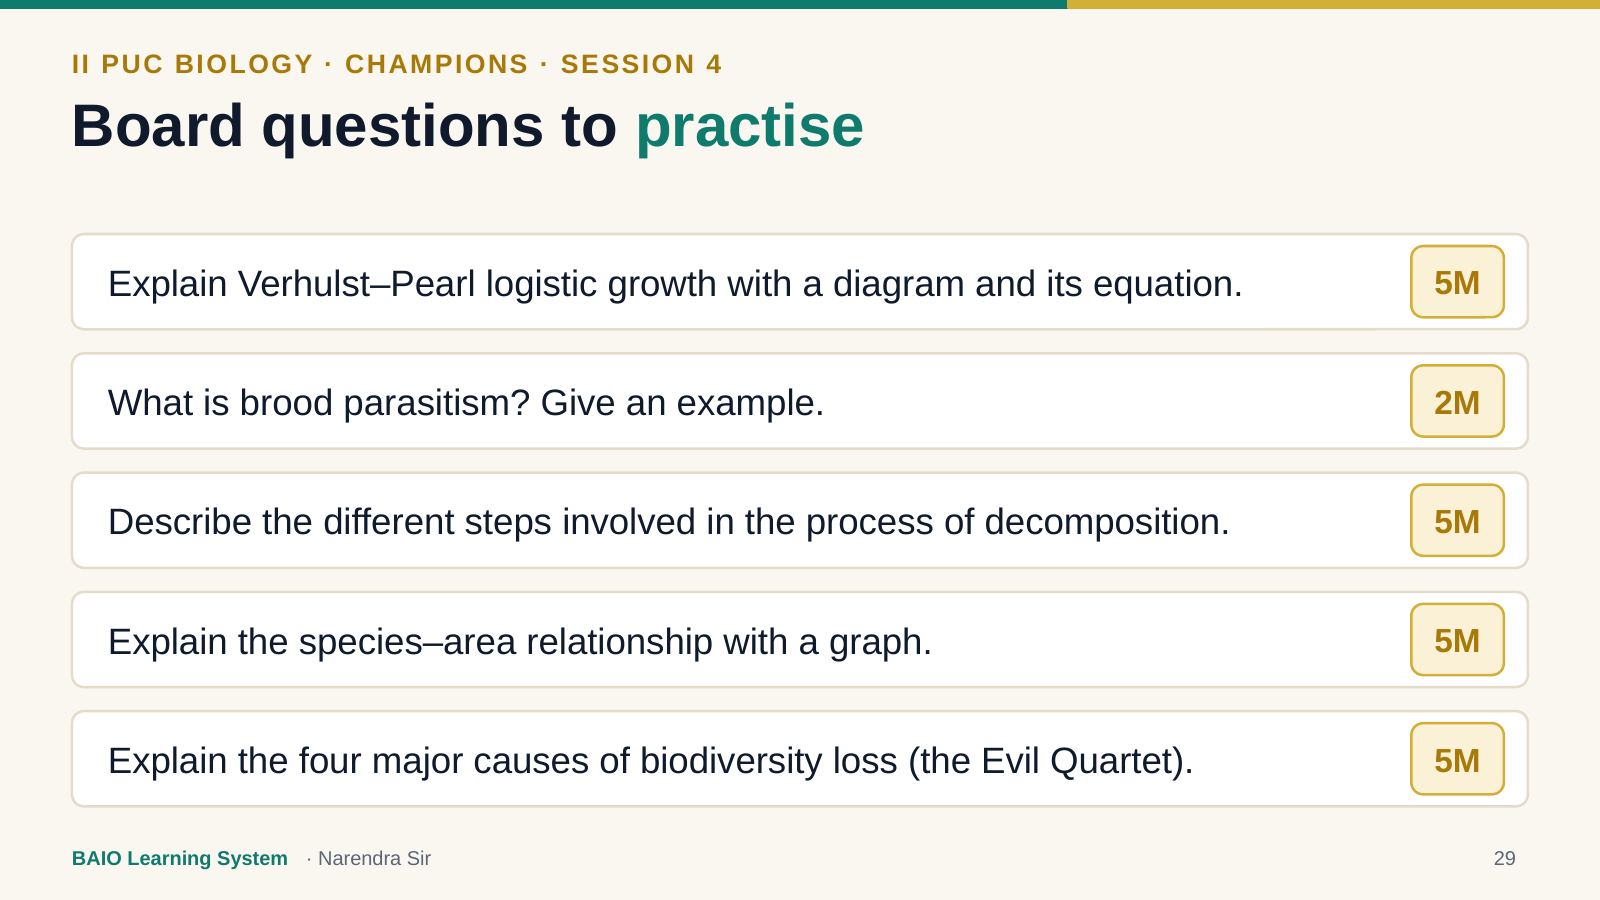 II PUC BIOLOGY · CHAMPIONS · SESSION 4
Board questions to practise
Explain Verhulst–Pearl logistic growth with a diagram and its equation. 5M
What is brood parasitism? Give an example. 2M
Describe the different steps involved in the process of decomposition. 5M
Explain the species–area relationship with a graph. 5M
Explain the four major causes of biodiversity loss (the Evil Quartet). 5M
BAIO Learning System · Narendra Sir 29